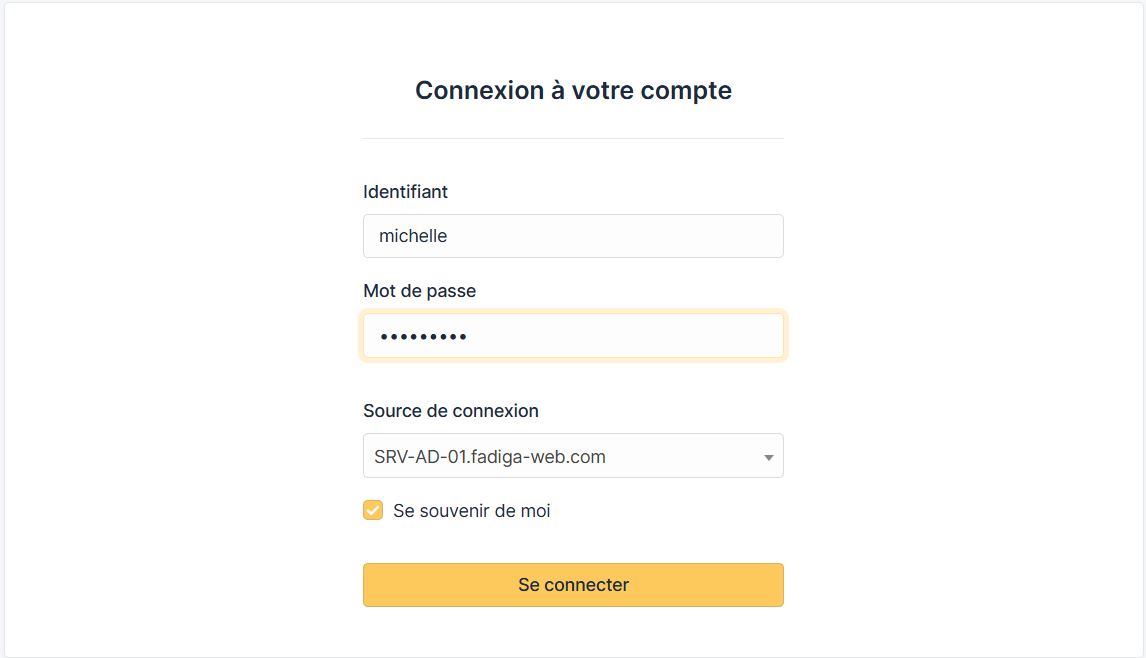 Connexion à votre compte
Identifiant
michelle
Mot de passe
•••••••••
Source de connexion
SRV-AD-01.fadiga-web.com
Se souvenir de moi
Se connecter